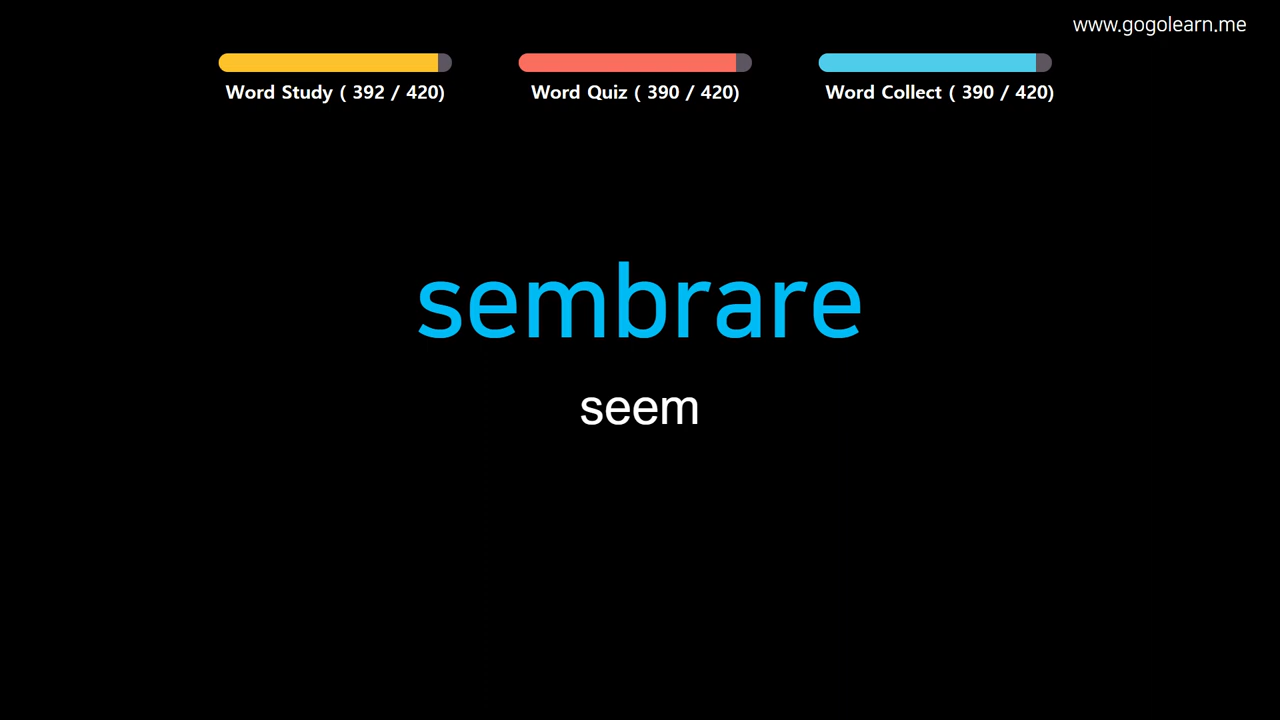 www.gogolearn.me
Word Study ( 392 / 420)
Word Quiz ( 390 / 420)
Word Collect ( 390 / 420)
sembrare
seem